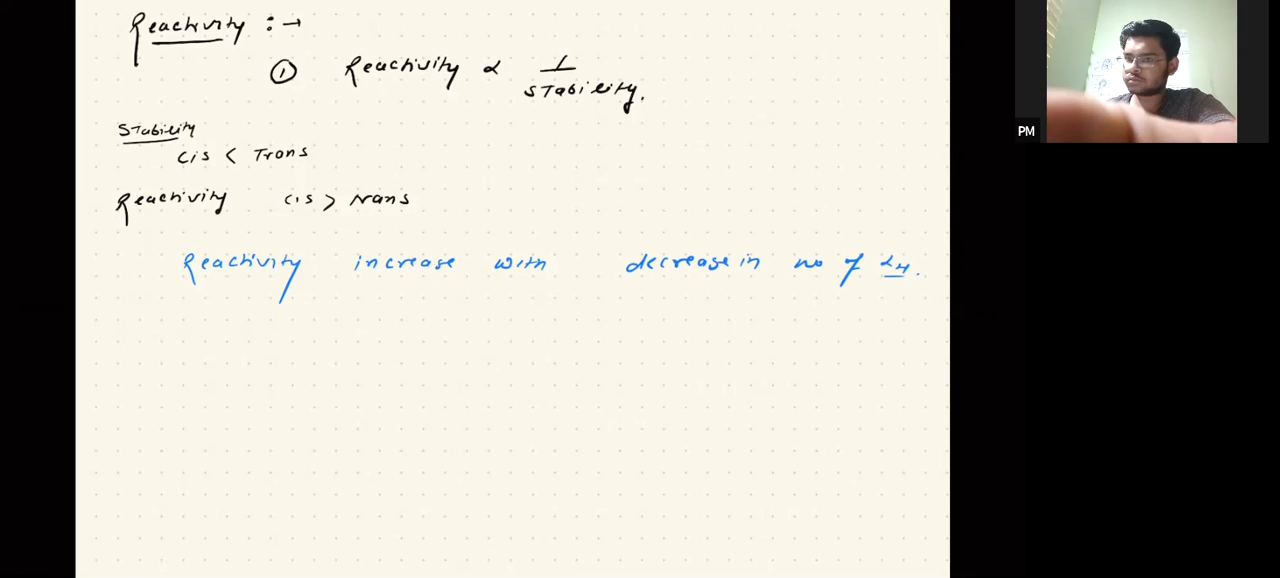 Reactivity :→
① Reactivity ∝ 1/stability.
Stability
cis < Trans
Reactivity cis > trans
Reactivity increase with decrease in no of αH.
PM